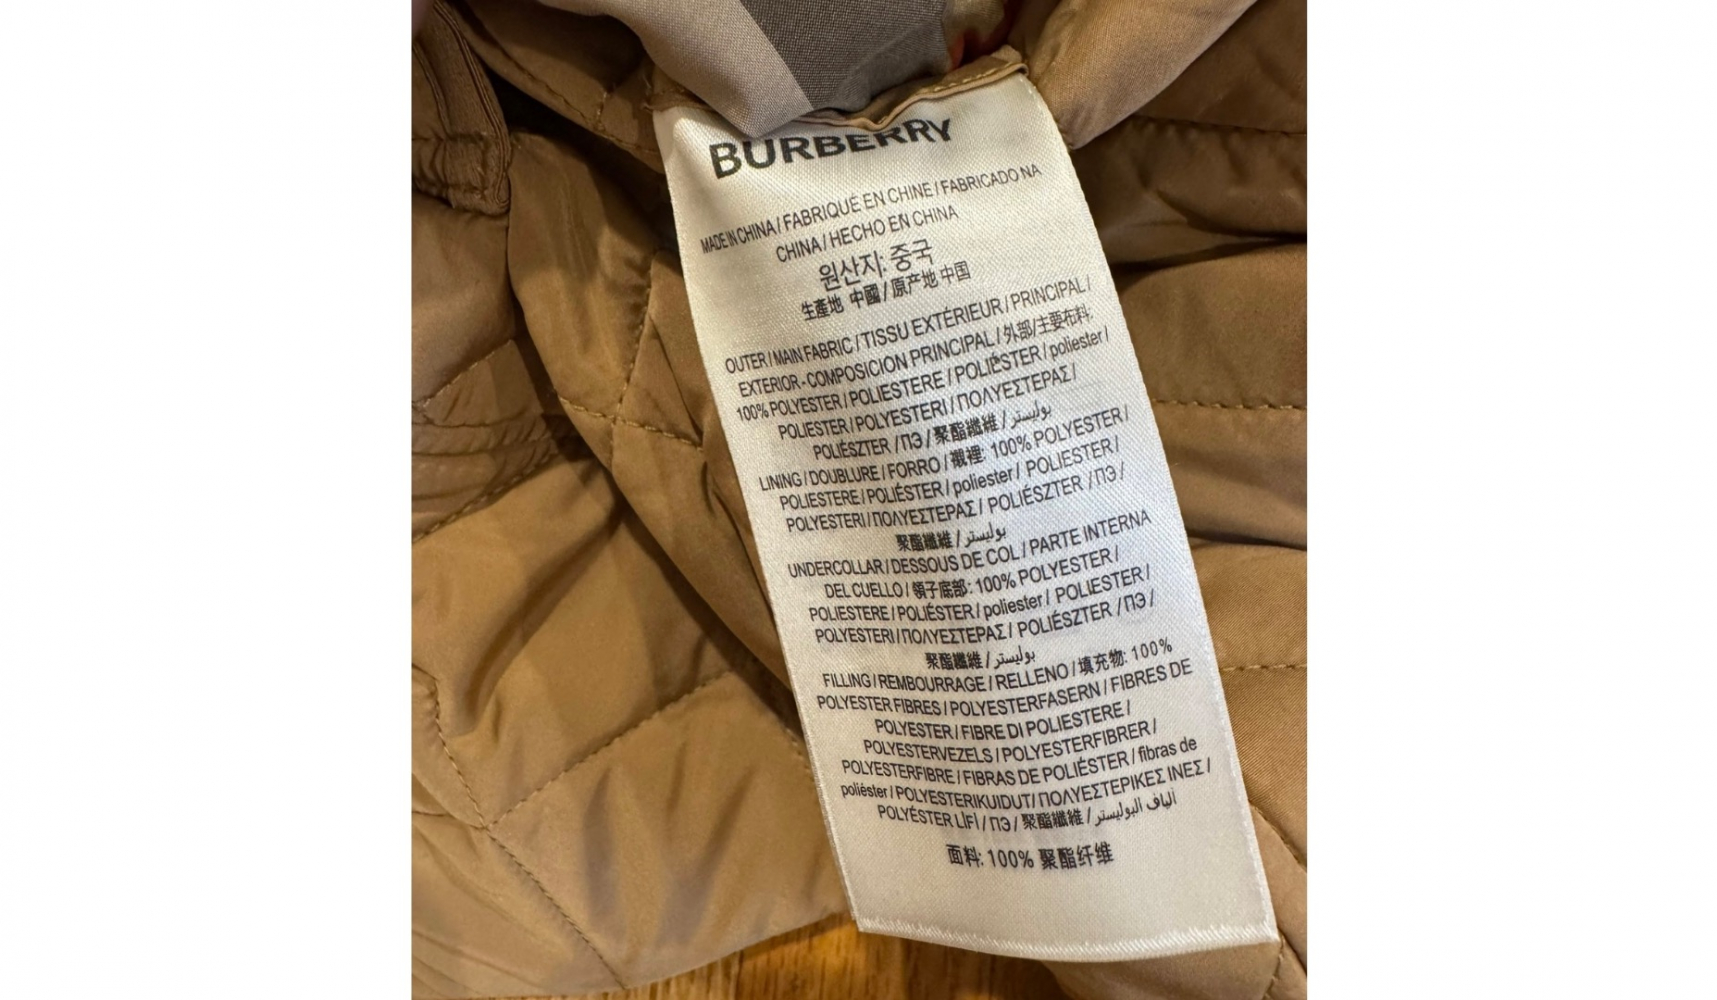 BURBERRY
MADE IN CHINA / FABRIQUÉ EN CHINE / FABRICADO NA
CHINA / HECHO EN CHINA
원산지: 중국
生產地 中國 / 原产地 中国
OUTER / MAIN FABRIC / TISSU EXTÉRIEUR / PRINCIPAL /
EXTERIOR - COMPOSICION PRINCIPAL / 外部/主要布料:
100% POLYESTER / POLIESTERE / POLIÉSTER / poliester /
POLIESTER / POLYESTERI / ΠΟΛΥΕΣΤΕΡΑΣ /
POLIÉSZTER / ПЭ / 聚酯纖維 / بوليستر
LINING / DOUBLURE / FORRO / 襯裡: 100% POLYESTER /
POLIESTERE / POLIÉSTER / poliester / POLIESTER /
POLYESTERI / ΠΟΛΥΕΣΤΕΡΑΣ / POLIÉSZTER / ПЭ /
聚酯纖維 / بوليستر
UNDERCOLLAR / DESSOUS DE COL / PARTE INTERNA
DEL CUELLO / 領子底部: 100% POLYESTER /
POLIESTERE / POLIÉSTER / poliester / POLIESTER /
POLYESTERI / ΠΟΛΥΕΣΤΕΡΑΣ / POLIÉSZTER / ПЭ /
聚酯纖維 / بوليستر
FILLING / REMBOURRAGE / RELLENO / 填充物: 100%
POLYESTER FIBRES / POLYESTERFASERN / FIBRES DE
POLYESTER / FIBRE DI POLIESTERE /
POLYESTERVEZELS / POLYESTERFIBRER /
POLYESTERFIBRE / FIBRAS DE POLIÉSTER / fibras de
poliéster / POLYESTERIKUIDUT / ΠΟΛΥΕΣΤΕΡΙΚΕΣ ΙΝΕΣ /
POLYÉSTER LİFİ / ПЭ / 聚酯纖維 / ألياف البوليستر
面料: 100% 聚酯纤维